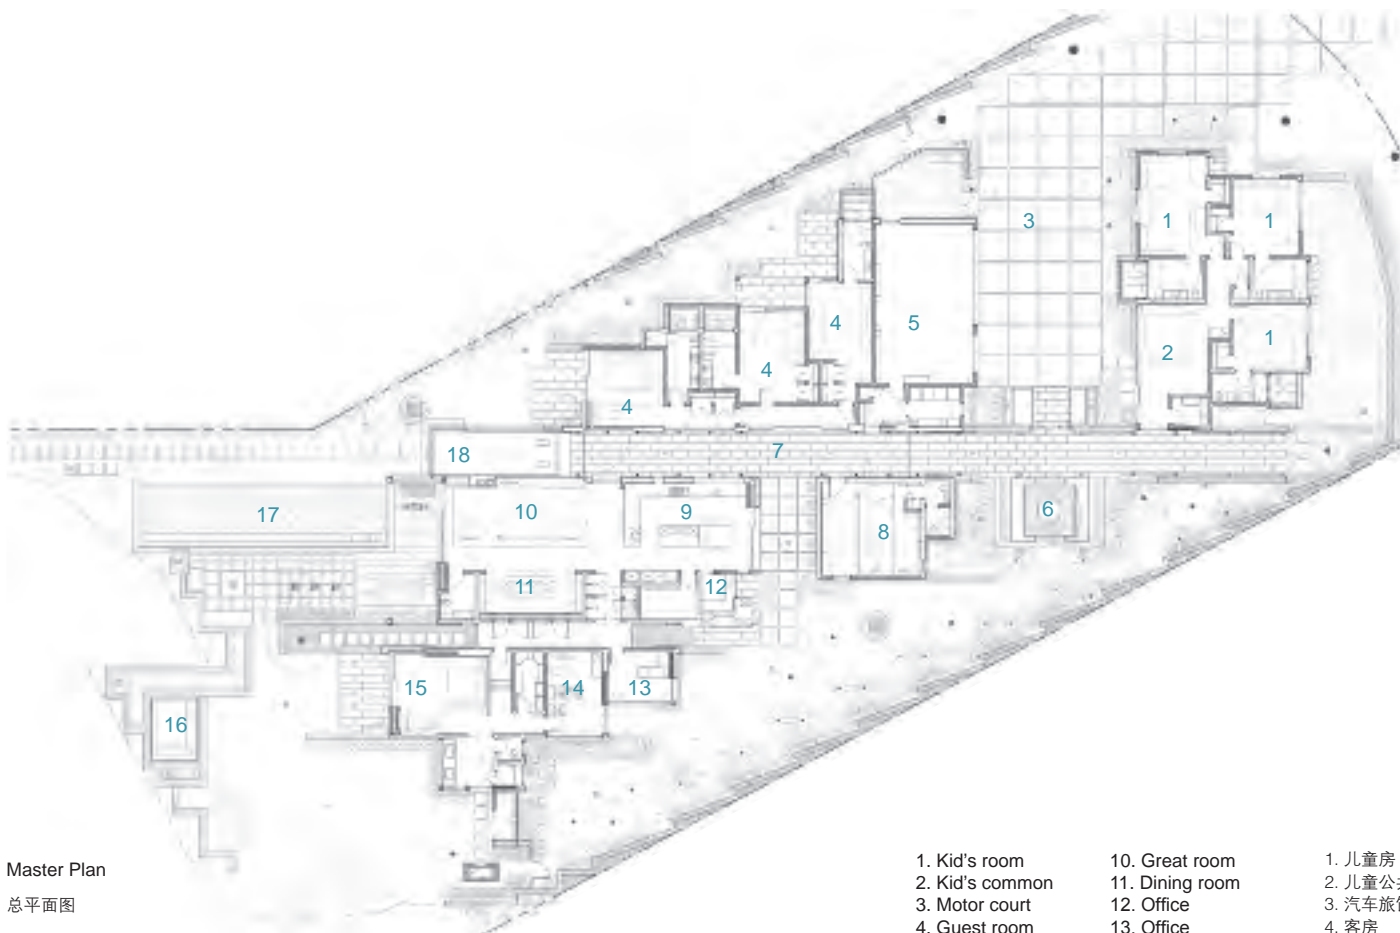 1
1
3
4
5
1
2
4
4
7
18
17
10
9
6
8
11
12
15
14
13
16
Master Plan
总平面图
1. Kid's room
2. Kid's common
3. Motor court
4. Guest room
10. Great room
11. Dining room
12. Office
13. Office
1. 儿童房
2. 儿童公
3. 汽车旅
4. 客房